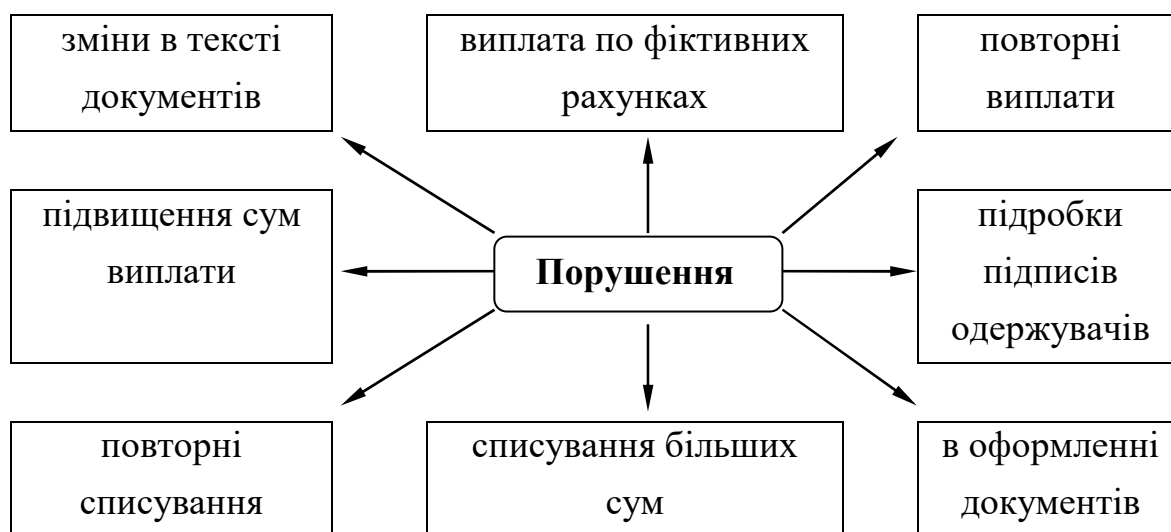 зміни в тексті
документів
виплата по фіктивних
рахунках
повторні
виплати
підвищення сум
виплати
Порушення
підробки
підписів
одержувачів
повторні
списування
списування більших
сум
в оформленні
документів